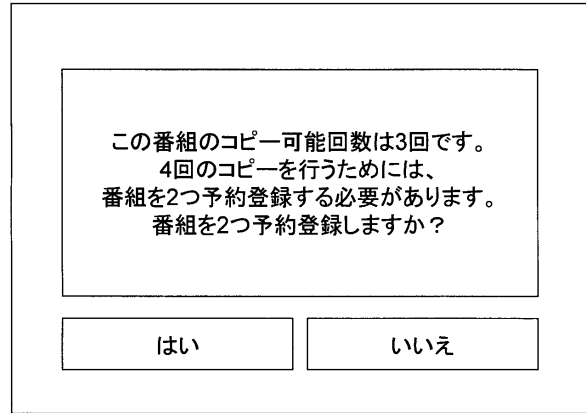 この番組のコピー可能回数は3回です。
4回のコピーを行うためには、
番組を2つ予約登録する必要があります。
番組を2つ予約登録しますか？
はい
いいえ